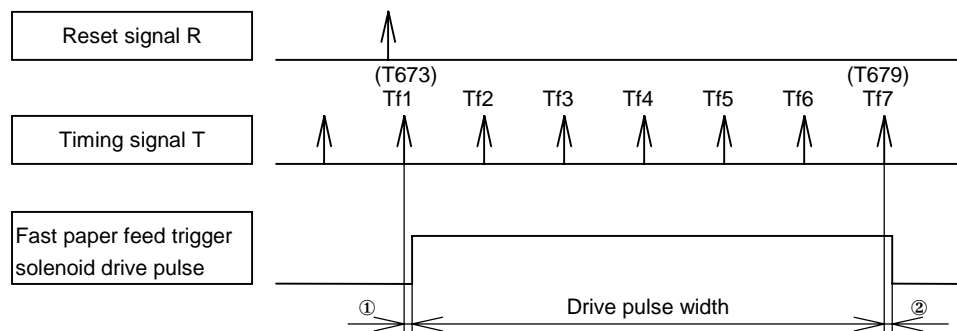 Reset signal R
(T673) (T679)
Tf1 Tf2 Tf3 Tf4 Tf5 Tf6 Tf7
Timing signal T
Fast paper feed trigger
solenoid drive pulse
① Drive pulse width ②